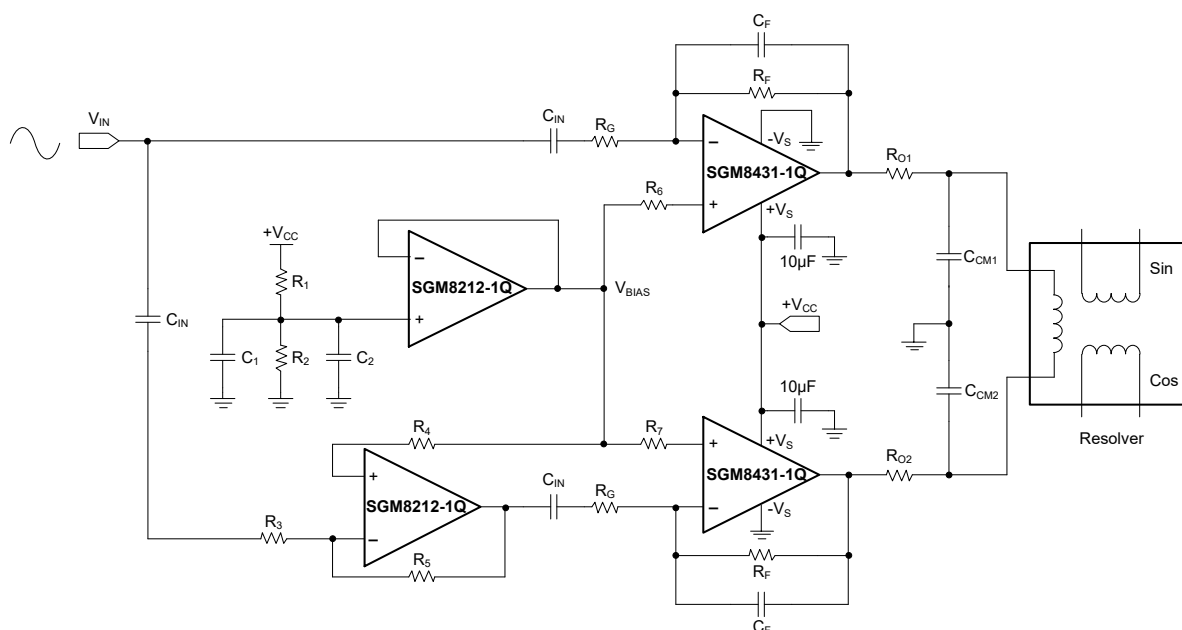 CF
RF
VIN
CIN
RG
-VS
SGM8431-1Q
RO1
R6
+VS
+VCC
10µF
R1
SGM8212-1Q
VBIAS
CCM1
Sin
+VCC
CIN
C1
R2
C2
10µF
CCM2
Cos
R4
R7
+VS
Resolver
SGM8431-1Q
RO2
SGM8212-1Q
CIN
RG
R3
-VS
R5
RF
CF